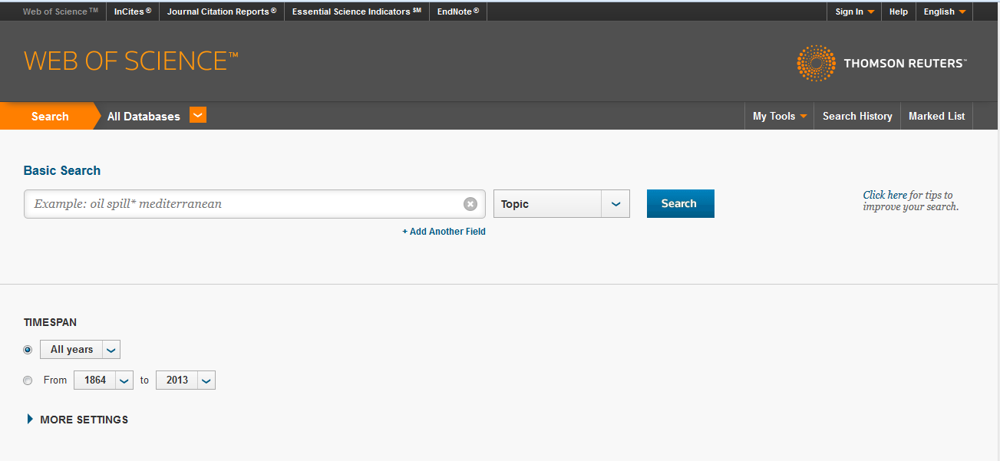 Web of Science™ InCites® Journal Citation Reports® Essential Science Indicators ℠ EndNote® Sign In Help English
WEB OF SCIENCE™
THOMSON REUTERS™
Search All Databases My Tools Search History Marked List
Basic Search
Example: oil spill* mediterranean Topic Search
Click here for tips to
improve your search.
+ Add Another Field
TIMESPAN
All years
From 1864 to 2013
MORE SETTINGS